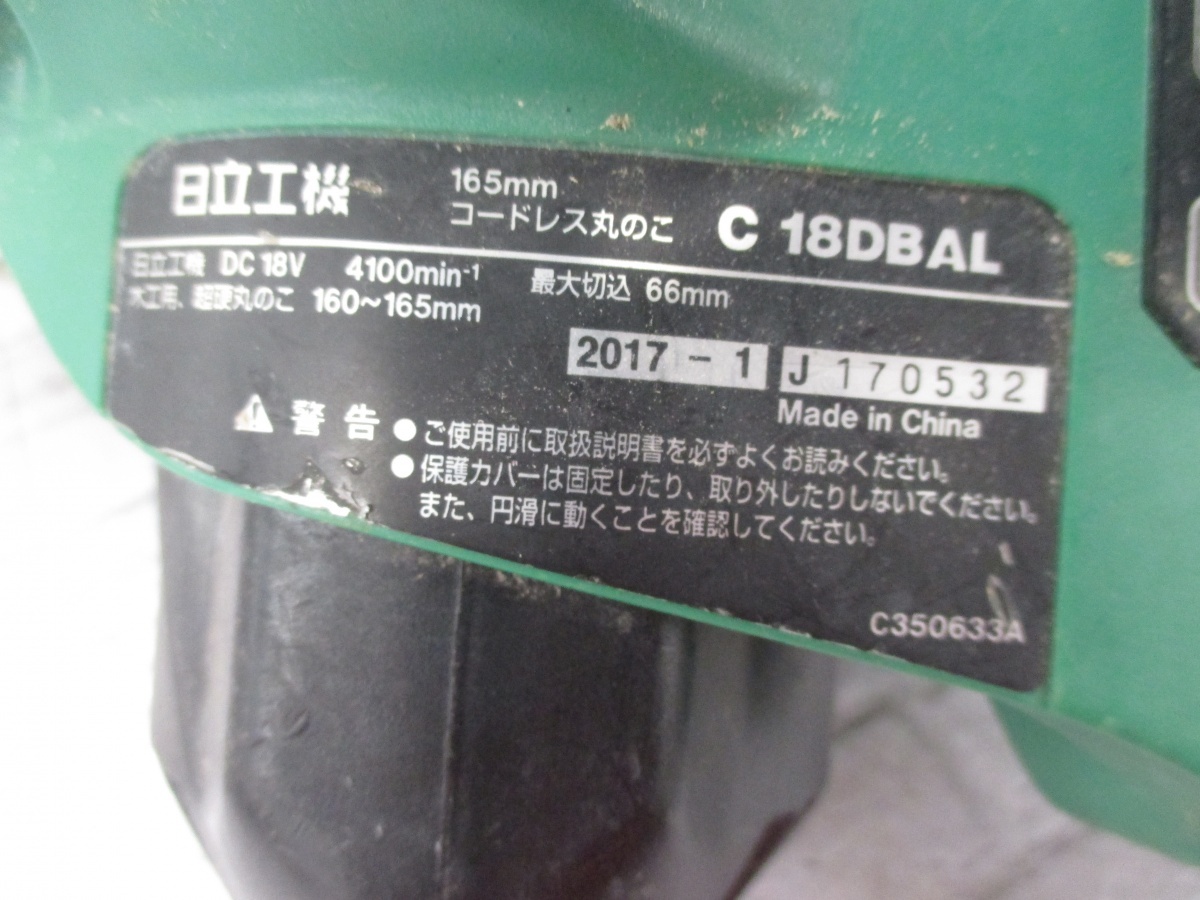 日立工機
165mm
コードレス丸のこ
C 18DBAL
日立工機 DC 18V 4100min-1 最大切込 66mm
木工用、超硬丸のこ 160～165mm
2017 - 1 J 170532
Made in China
⚠ 警告
●ご使用前に取扱説明書を必ずよくお読みください。
●保護カバーは固定したり、取り外したりしないでください。
また、円滑に動くことを確認してください。
C350633A